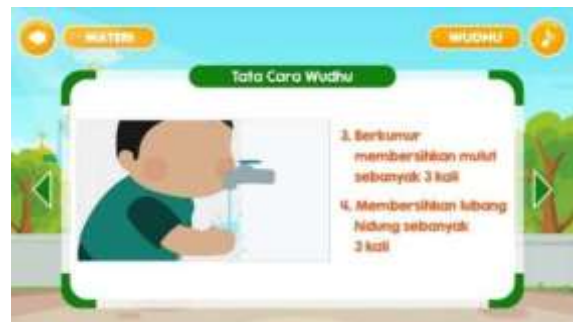 MATERI
WUDHU
Tata Cara Wudhu
3. Berkumur
membersihkan mulut
sebanyak 3 kali
4. Membersihkan lubang
hidung sebanyak
3 kali